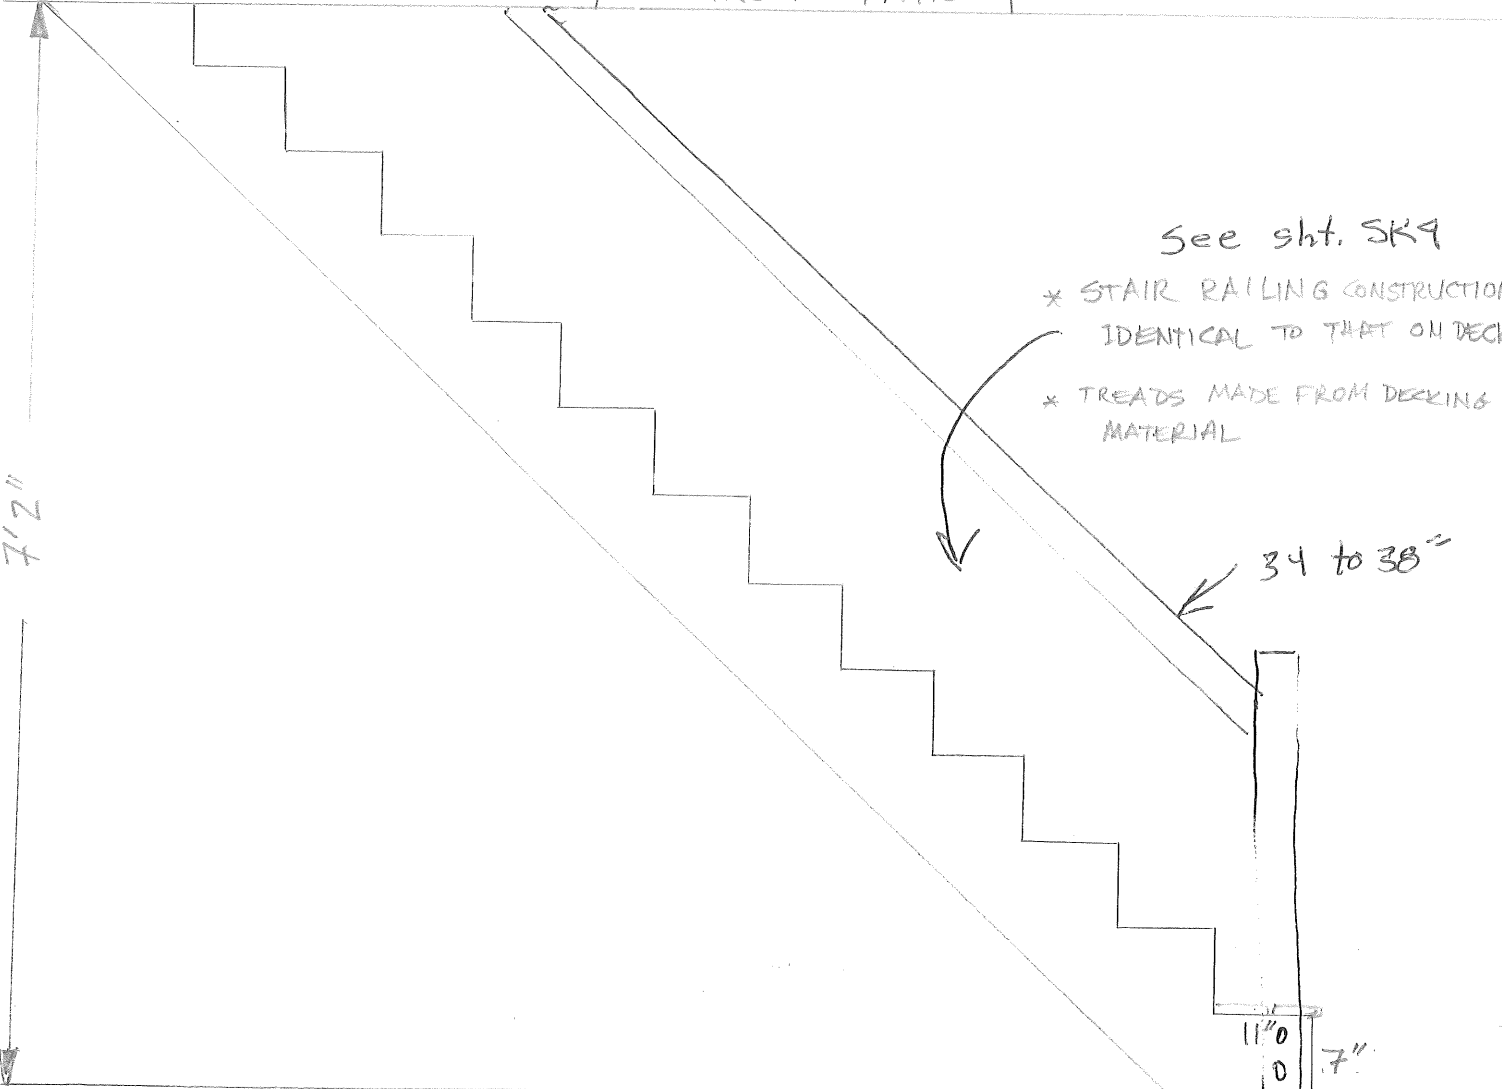 See sht. SK4
* STAIR RAILING CONSTRUCTION
IDENTICAL TO THAT ON DECK
* TREADS MADE FROM DECKING
MATERIAL
7'2"
34 to 38"
11"
7"